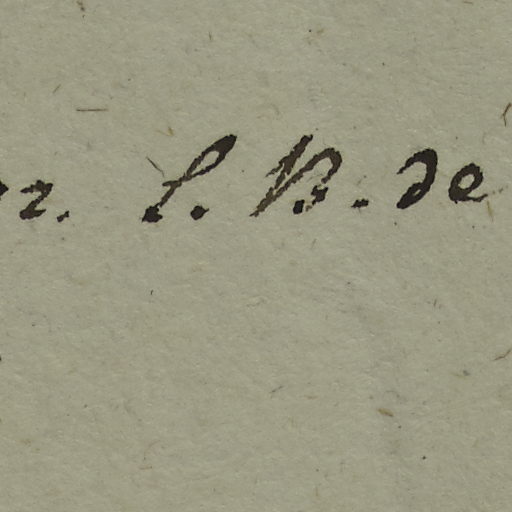 r. L. B. de